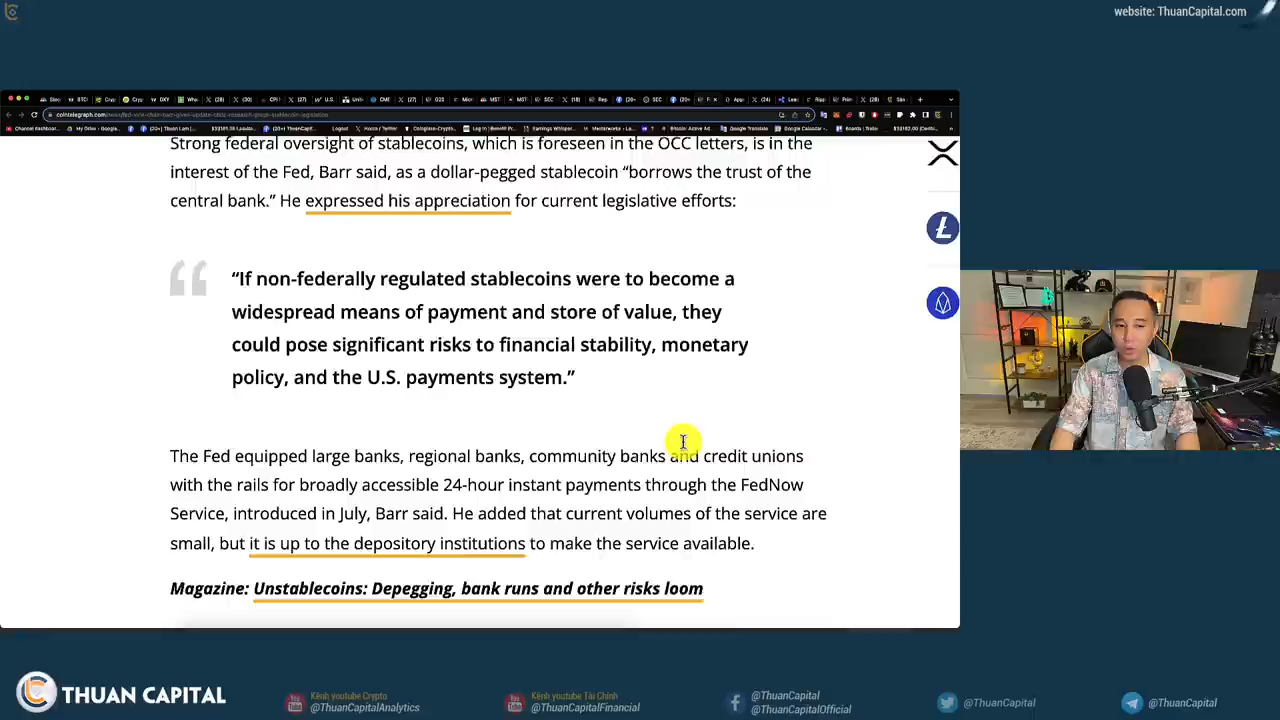 website: ThuanCapital.com
Strong federal oversight of stablecoins, which is foreseen in the OCC letters, is in the
interest of the Fed, Barr said, as a dollar-pegged stablecoin “borrows the trust of the
central bank.” He expressed his appreciation for current legislative efforts:
“If non-federally regulated stablecoins were to become a
widespread means of payment and store of value, they
could pose significant risks to financial stability, monetary
policy, and the U.S. payments system.”
The Fed equipped large banks, regional banks, community banks and credit unions
with the rails for broadly accessible 24-hour instant payments through the FedNow
Service, introduced in July, Barr said. He added that current volumes of the service are
small, but it is up to the depository institutions to make the service available.
Magazine: Unstablecoins: Depegging, bank runs and other risks loom
THUAN CAPITAL
Kênh youtube Crypto
@ThuanCapitalAnalytics
Kênh youtube Tài Chính
@ThuanCapitalFinancial
@ThuanCapital
@ThuanCapitalOfficial
@ThuanCapital
@ThuanCapital